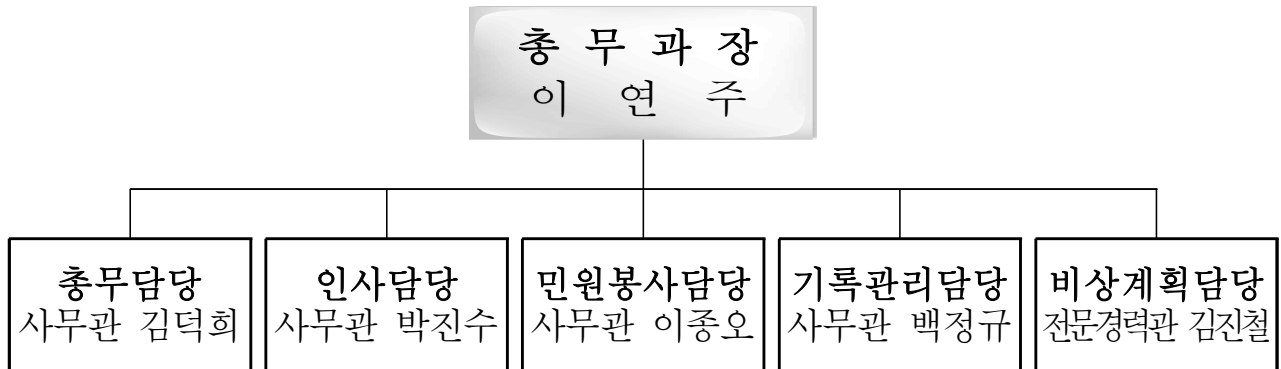 총 무 과 장
이 연 주
총무담당
사무관 김덕희
인사담당
사무관 박진수
민원봉사담당
사무관 이종오
기록관리담당
사무관 백정규
비상계획담당
전문경력관 김진철